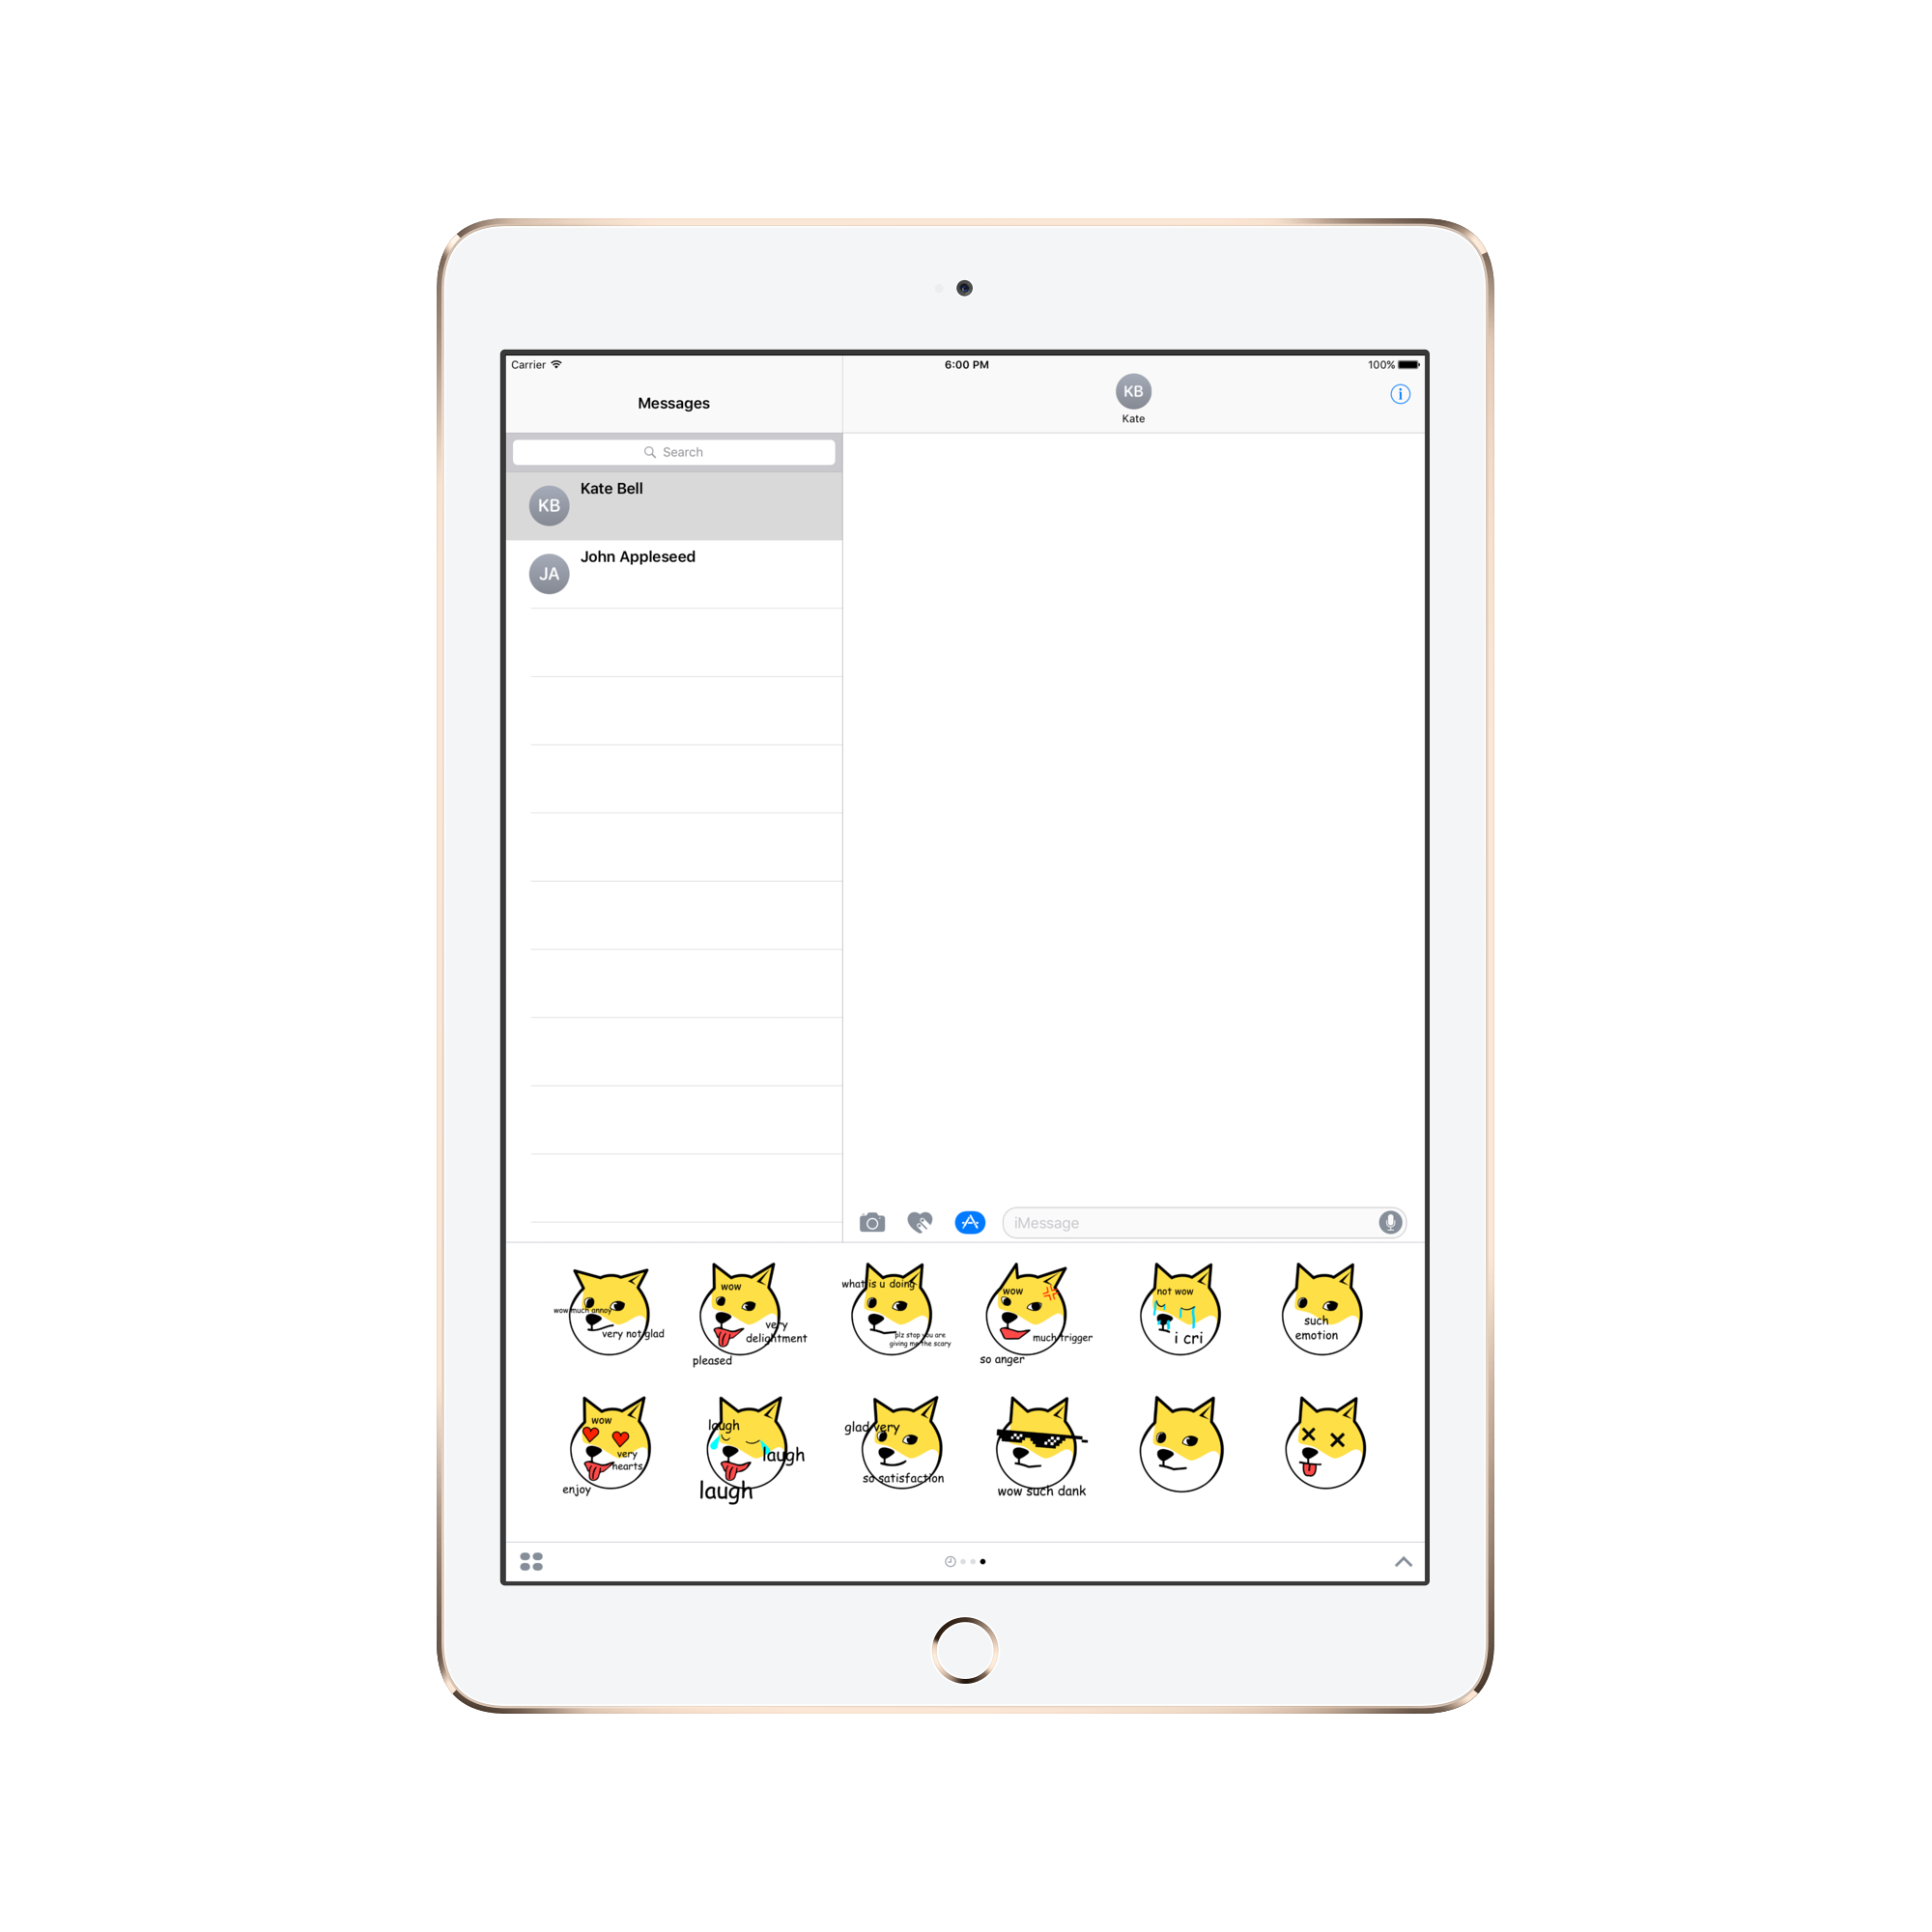 Carrier
6:00 PM
100%
Messages
KB
Kate
Search
KB
Kate Bell
JA
John Appleseed
iMessage
wow much annoy
very not glad
wow
very
delightment
pleased
what is u doing
plz stop you are
giving me the scary
wow
much trigger
so anger
not wow
i cri
such
emotion
wow
very
hearts
enjoy
laugh
laugh
laugh
glad very
so satisfaction
wow such dank